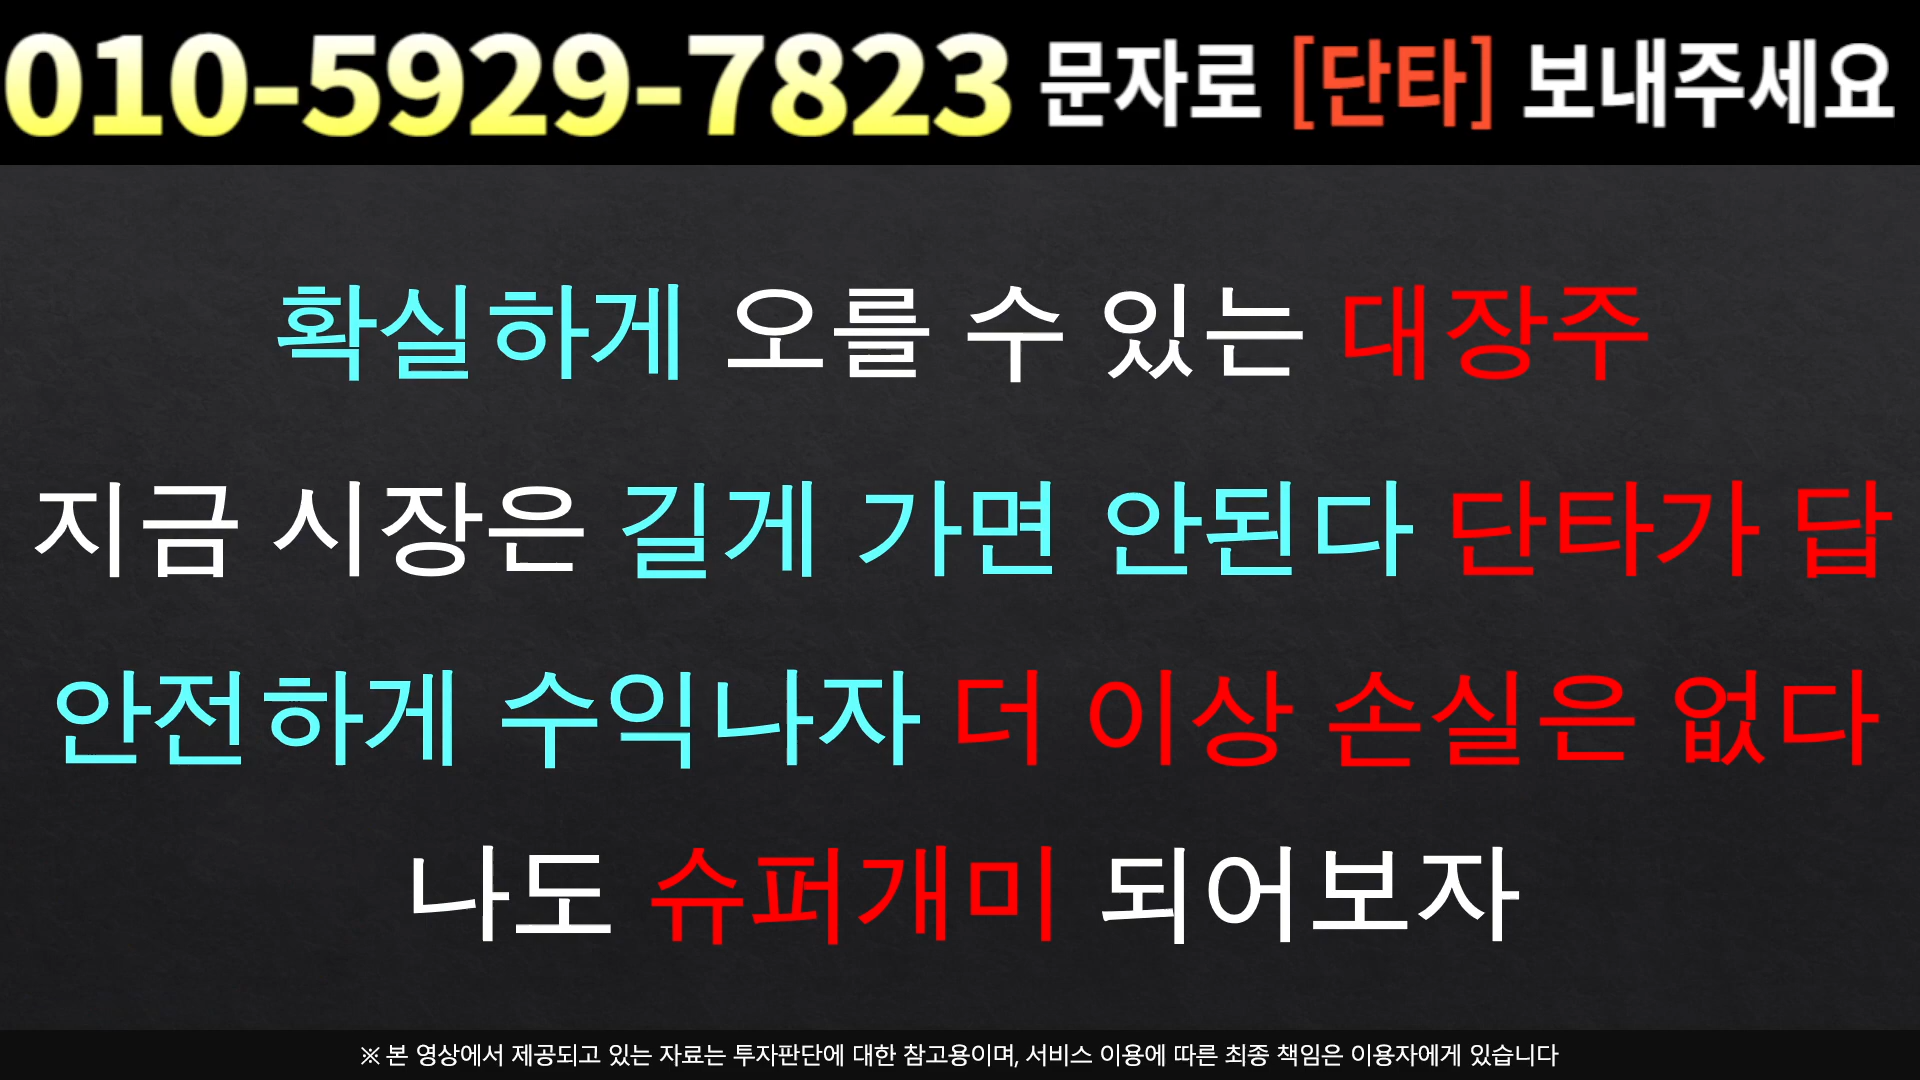 010-5929-7823 문자로 [단타] 보내주세요
확실하게 오를 수 있는 대장주
지금 시장은 길게 가면 안된다 단타가 답
안전하게 수익나자 더 이상 손실은 없다
나도 슈퍼개미 되어보자
※ 본 영상에서 제공되고 있는 자료는 투자판단에 대한 참고용이며, 서비스 이용에 따른 최종 책임은 이용자에게 있습니다